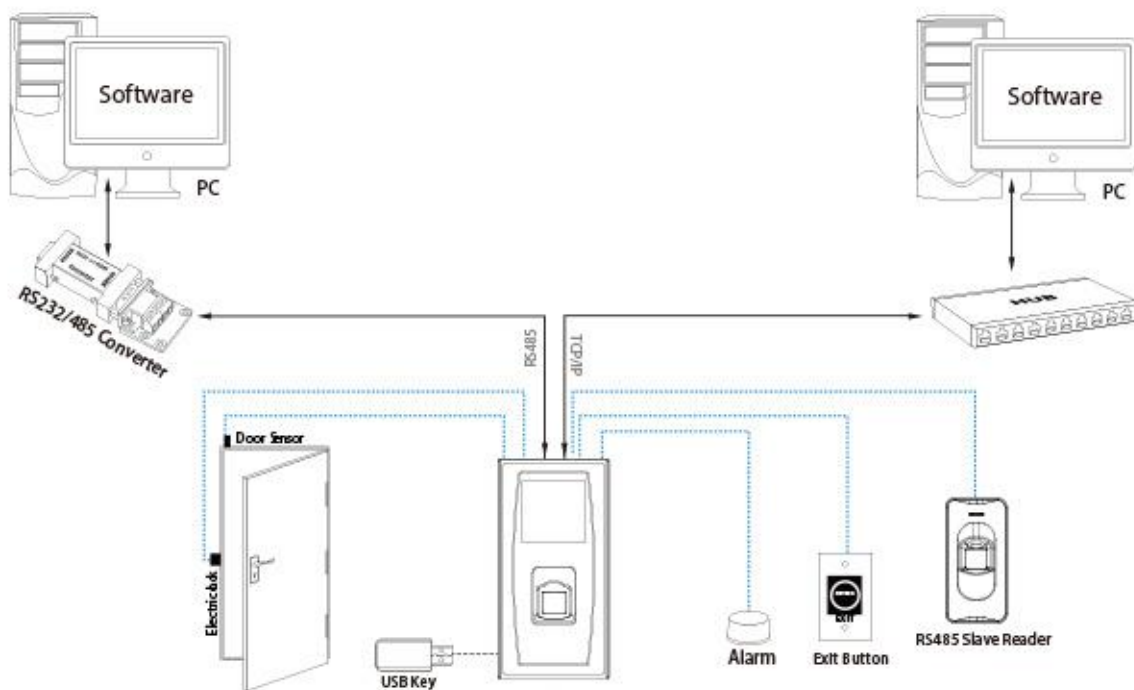 Software
Software
PC
PC
HUB
RS232/485 Converter
RS485
TCP/IP
Door Sensor
Electric lock
USB Key
Alarm
Exit
Exit Button
RS485 Slave Reader